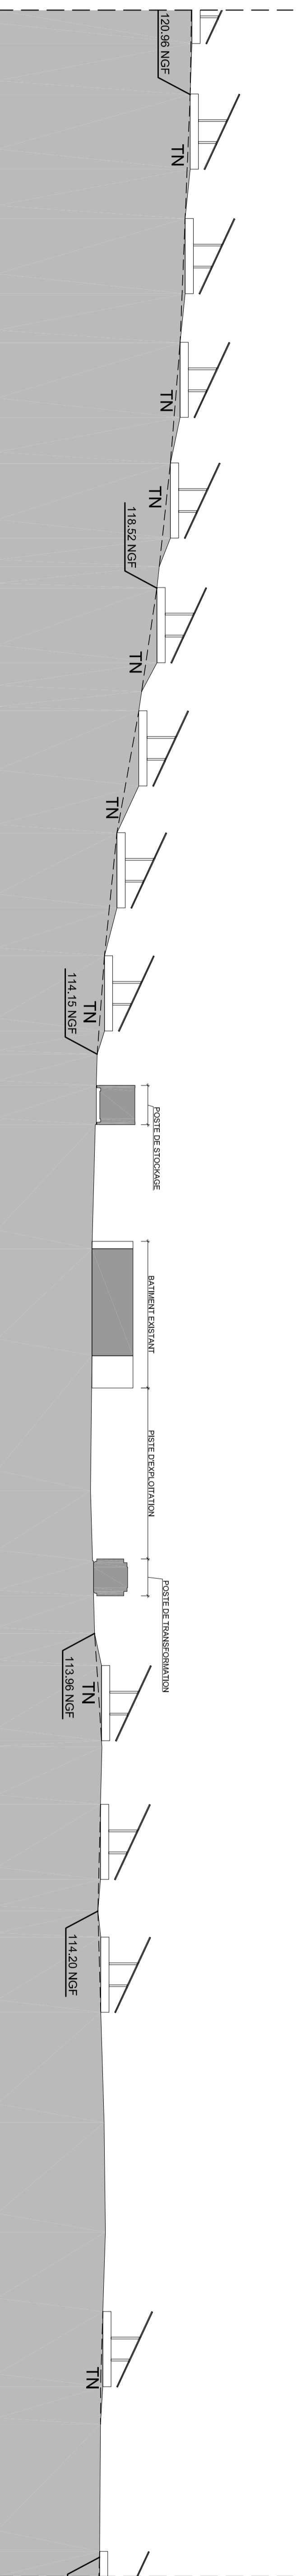 120.96 NGF
TN
TN
TN
118.52 NGF
TN
TN
TN
114.15 NGF
POSTE DE STOCKAGE
BATIMENT EXISTANT
PISTE D'EXPLOITATION
POSTE DE TRANSFORMATION
TN
113.96 NGF
114.20 NGF
TN